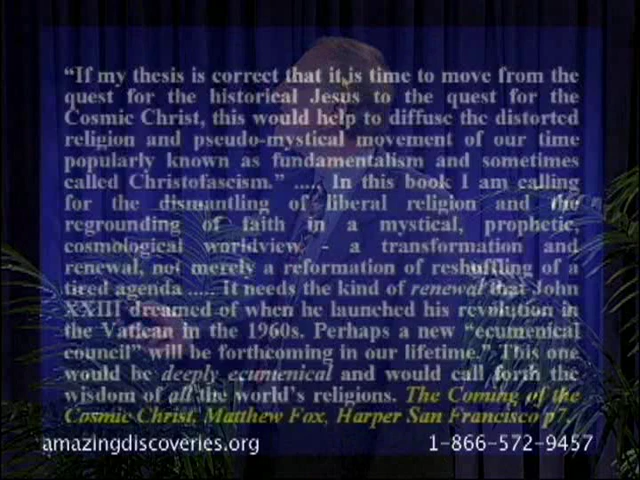 “If my thesis is correct that it is time to move from the
quest for the historical Jesus to the quest for the
Cosmic Christ, this would help to diffuse the distorted
religion and pseudo-mystical movement of our time
popularly known as fundamentalism and sometimes
called Christofascism.” ..... In this book I am calling
for the dismantling of liberal religion and the
regrounding of faith in a mystical, prophetic,
cosmological worldview - a transformation and
renewal, not merely a reformation of reshuffling of a
tired agenda ..... It needs the kind of renewal that John
XXIII dreamed of when he launched his revolution in
the Vatican in the 1960s. Perhaps a new “ecumenical
council” will be forthcoming in our lifetime.” This one
would be deeply ecumenical and would call forth the
wisdom of all the world's religions. The Coming of the
Cosmic Christ, Matthew Fox, Harper San Francisco p7.
amazingdiscoveries.org 1-866-572-9457